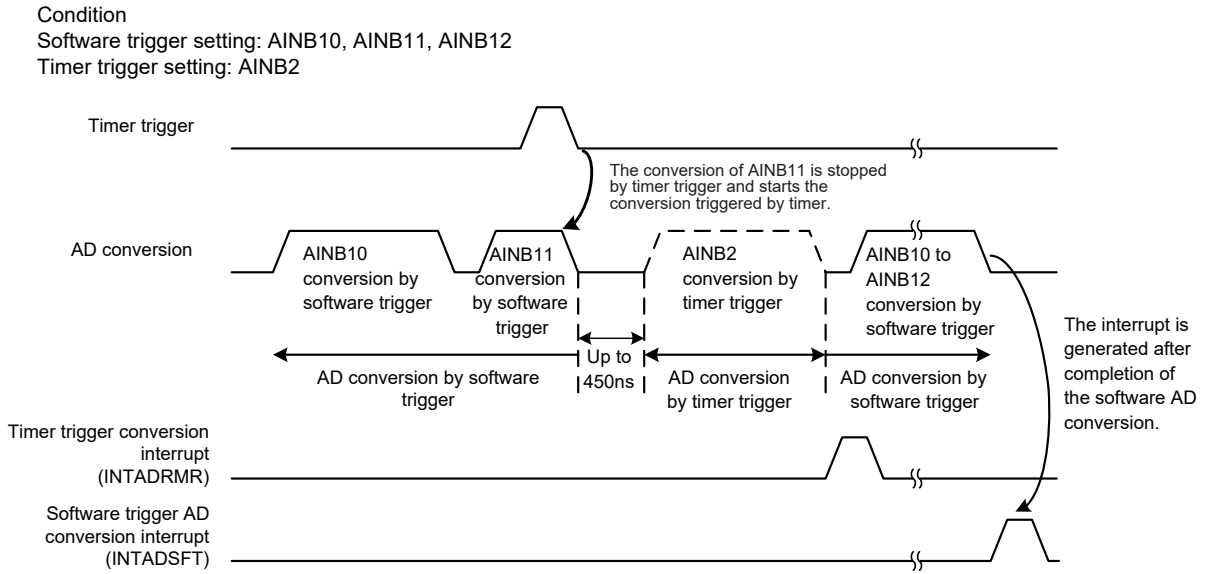 Condition
Software trigger setting: AINB10, AINB11, AINB12
Timer trigger setting: AINB2
Timer trigger
The conversion of AINB11 is stopped
by timer trigger and starts the
conversion triggered by timer.
AD conversion
AINB10
conversion by
software trigger
AINB11
conversion
by software
trigger
AINB2
conversion by
timer trigger
AINB10 to
AINB12
conversion by
software trigger
The interrupt is
generated after
completion of
the software AD
conversion.
AD conversion by software
trigger
Up to
450ns
AD conversion
by timer trigger
AD conversion by
software trigger
Timer trigger conversion
interrupt
(INTADRMR)
Software trigger AD
conversion interrupt
(INTADSFT)